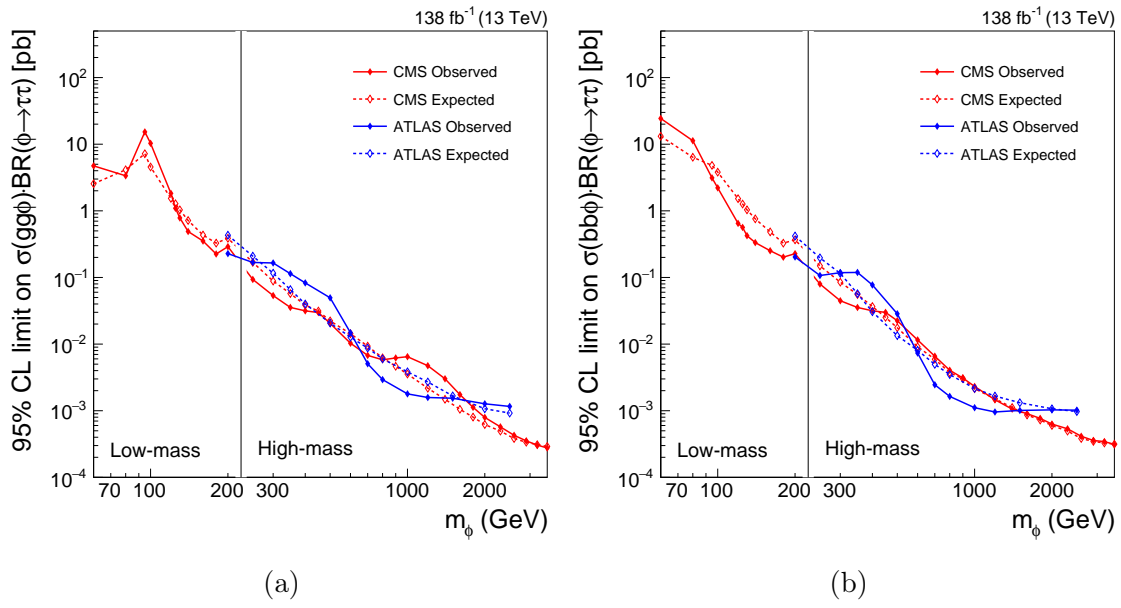 138 fb⁻¹ (13 TeV)
95% CL limit on σ(ggϕ)·BR(ϕ→ττ) [pb]
CMS Observed
CMS Expected
ATLAS Observed
ATLAS Expected
10²
10
1
10⁻¹
10⁻²
10⁻³
10⁻⁴
Low-mass
High-mass
70 100 200 300 1000 2000
m_ϕ (GeV)
(a)
138 fb⁻¹ (13 TeV)
95% CL limit on σ(bbϕ)·BR(ϕ→ττ) [pb]
CMS Observed
CMS Expected
ATLAS Observed
ATLAS Expected
10²
10
1
10⁻¹
10⁻²
10⁻³
10⁻⁴
Low-mass
High-mass
70 100 200 300 1000 2000
m_ϕ (GeV)
(b)